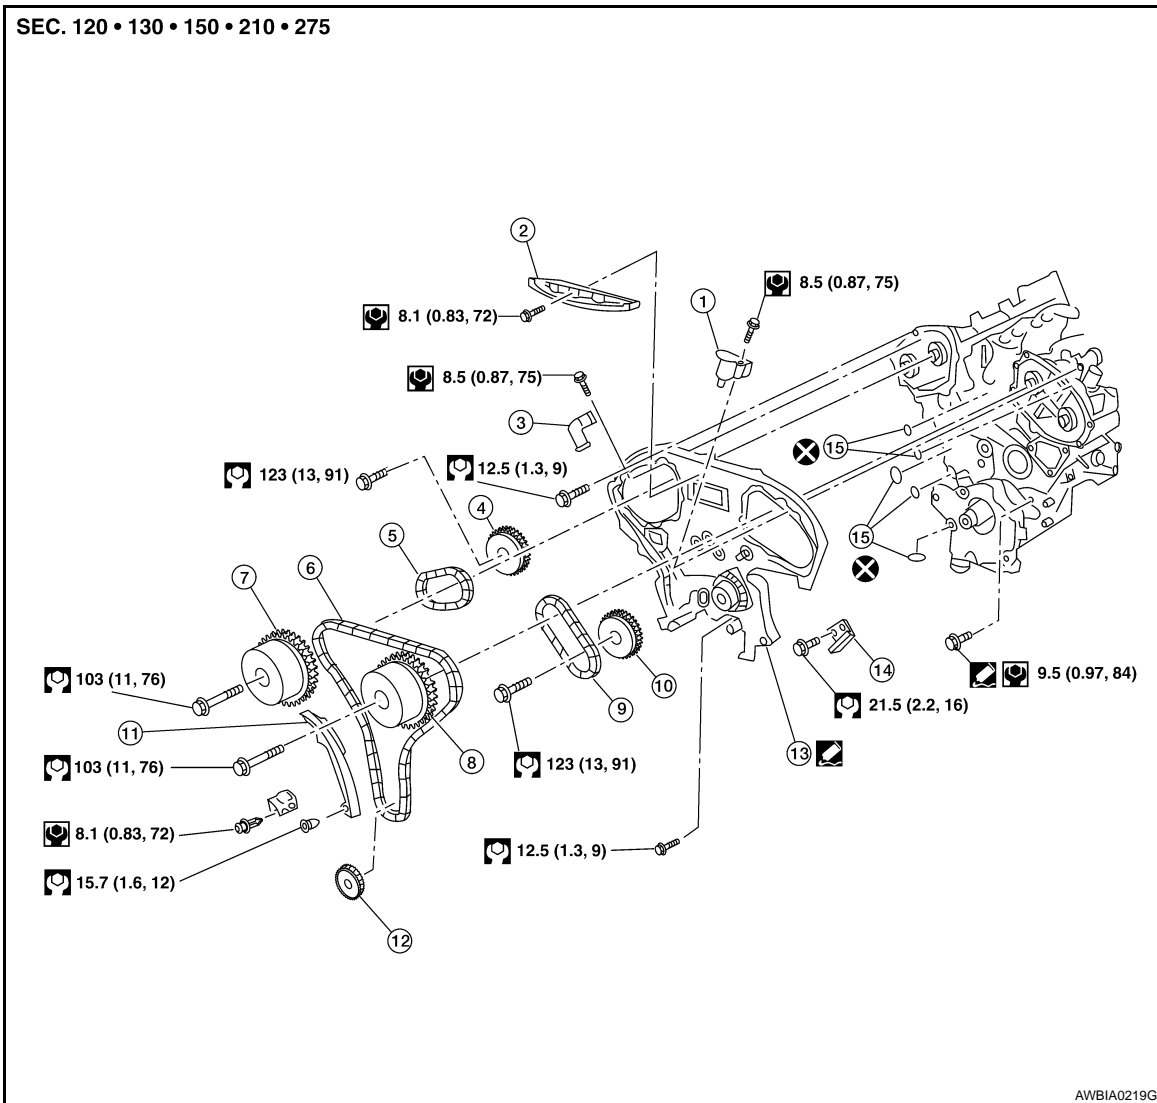 SEC. 120 • 130 • 150 • 210 • 275
2
1
8.5 (0.87, 75)
8.1 (0.83, 72)
8.5 (0.87, 75)
3
15
123 (13, 91)
12.5 (1.3, 9)
4
5
15
6
7
14
9.5 (0.97, 84)
10
103 (11, 76)
9
21.5 (2.2, 16)
11
13
8
103 (11, 76)
123 (13, 91)
8.1 (0.83, 72)
12.5 (1.3, 9)
15.7 (1.6, 12)
12
AWBIA0219G